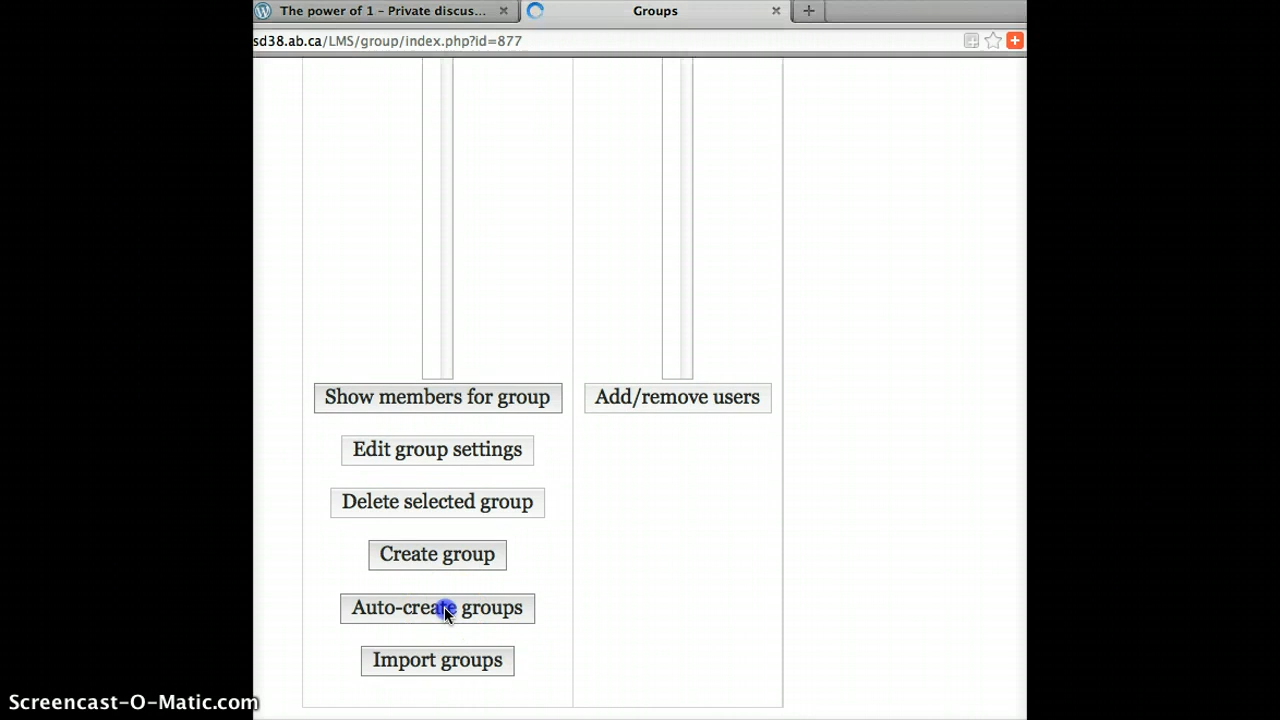 The power of 1 – Private discus...
Groups
sd38.ab.ca/LMS/group/index.php?id=877
Show members for group
Add/remove users
Edit group settings
Delete selected group
Create group
Auto-create groups
Import groups
Screencast-O-Matic.com